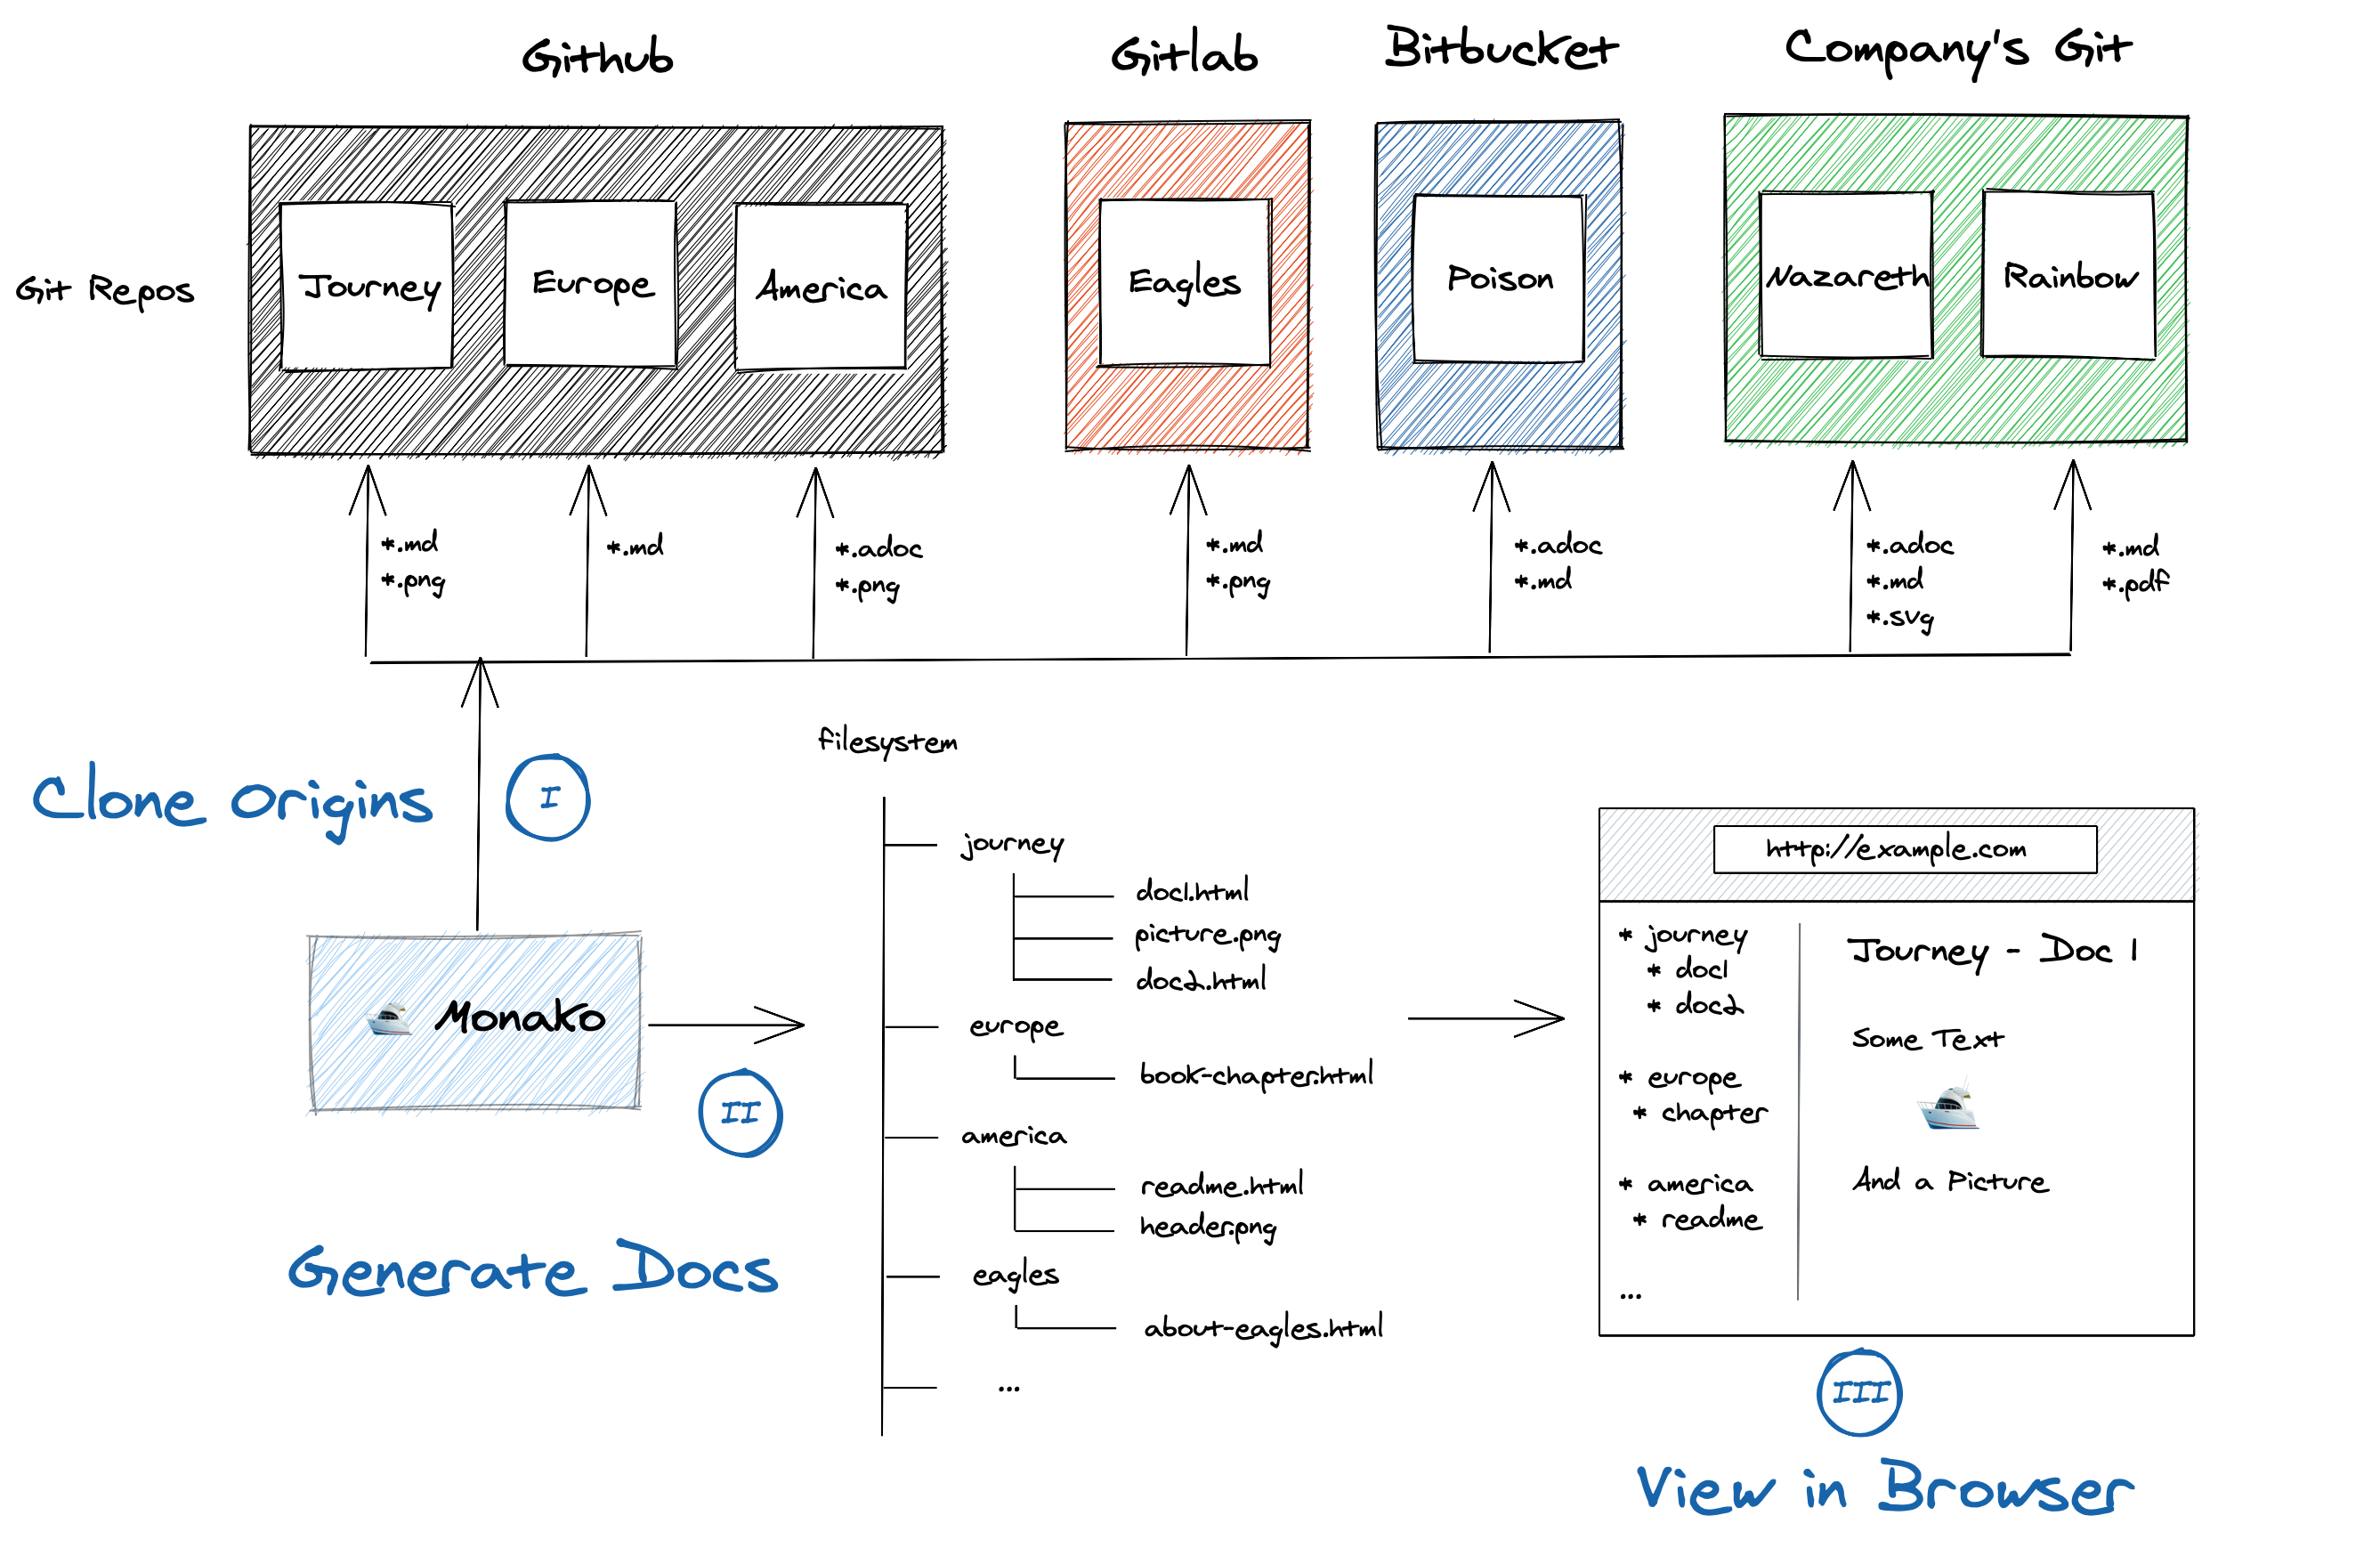 Github
Gitlab
Bitbucket
Company's Git
Git Repos
Journey
Europe
America
Eagles
Poison
Nazareth
Rainbow
*.md
*.png
*.md
*.adoc
*.png
*.md
*.png
*.adoc
*.md
*.adoc
*.md
*.svg
*.md
*.pdf
Clone Origins
I
Monako
II
Generate Docs
filesystem
journey
doc1.html
picture.png
doc2.html
europe
book-chapter.html
america
readme.html
header.png
eagles
about-eagles.html
...
http://example.com
* journey
* doc1
* doc2
* europe
* chapter
* america
* readme
...
Journey - Doc 1
Some Text
And a Picture
III
View in Browser